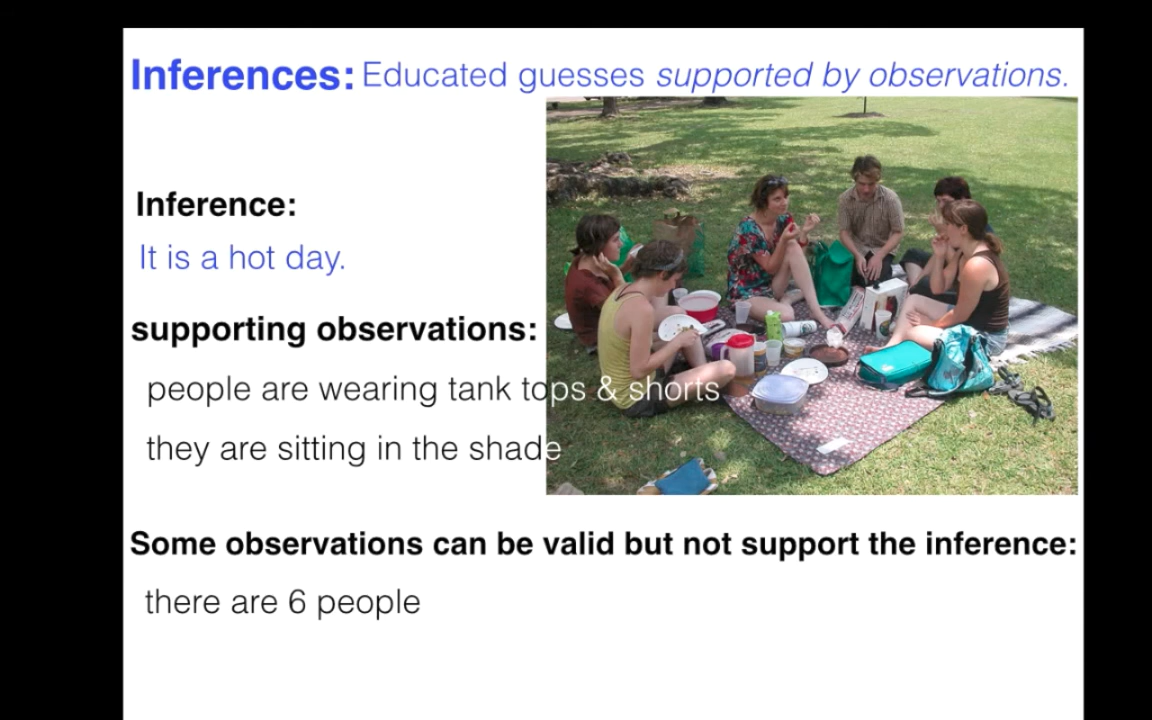 Inferences: Educated guesses supported by observations.
Inference:
It is a hot day.
supporting observations:
people are wearing tank tops & shorts
they are sitting in the shade
Some observations can be valid but not support the inference:
there are 6 people